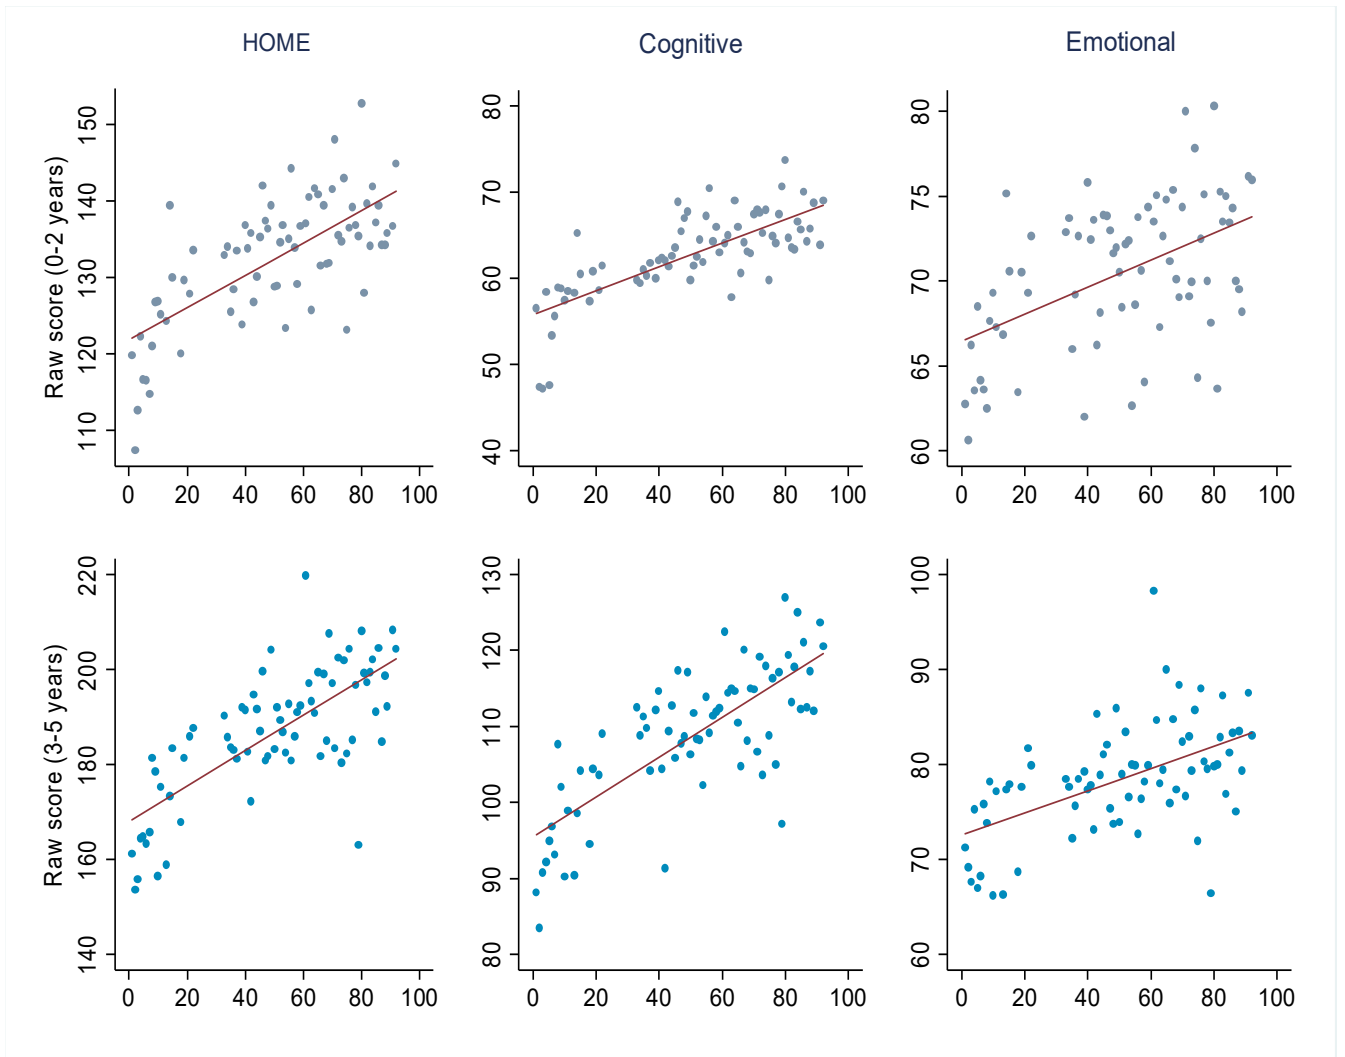 HOME Cognitive Emotional
Raw score (0-2 years)
110 120 130 140 150
0 20 40 60 80 100
40 50 60 70 80
0 20 40 60 80 100
60 65 70 75 80
0 20 40 60 80 100
Raw score (3-5 years)
140 160 180 200 220
0 20 40 60 80 100
80 90 100 110 120 130
0 20 40 60 80 100
60 70 80 90 100
0 20 40 60 80 100